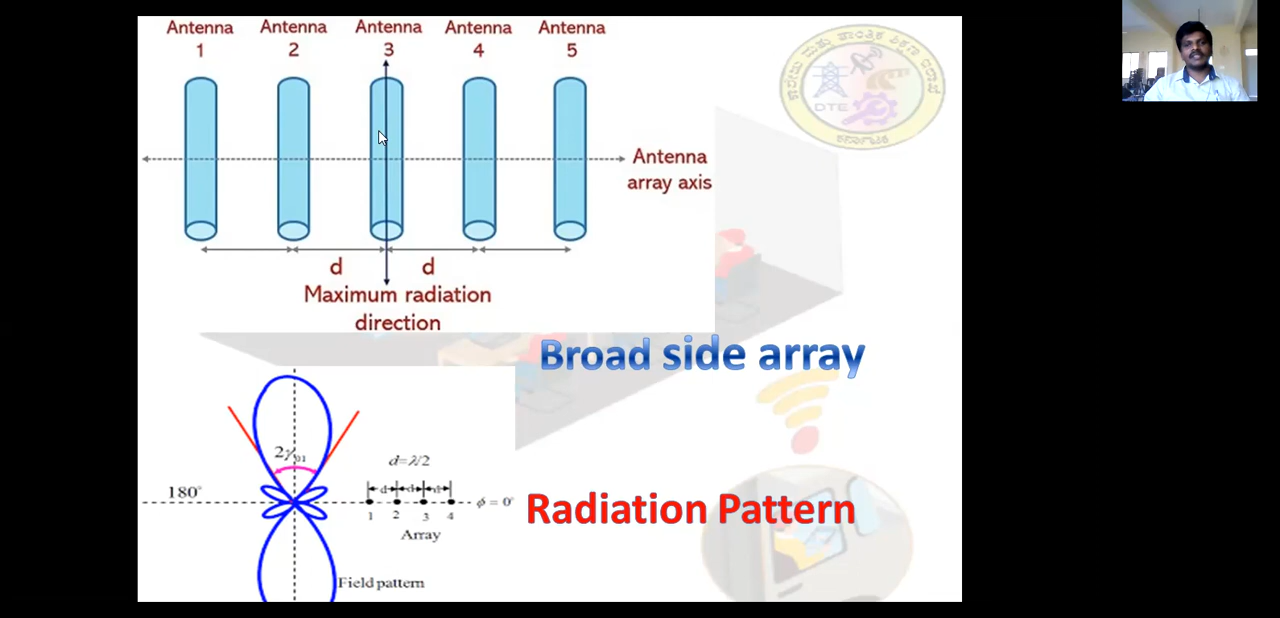 Antenna Antenna Antenna Antenna Antenna
1 2 3 4 5
Antenna
array axis
d d
Maximum radiation
direction
DTE
Broad side array
2γ01
d=λ/2
180°
d d d
ϕ = 0°
1 2 3 4
Array
Radiation Pattern
Field pattern